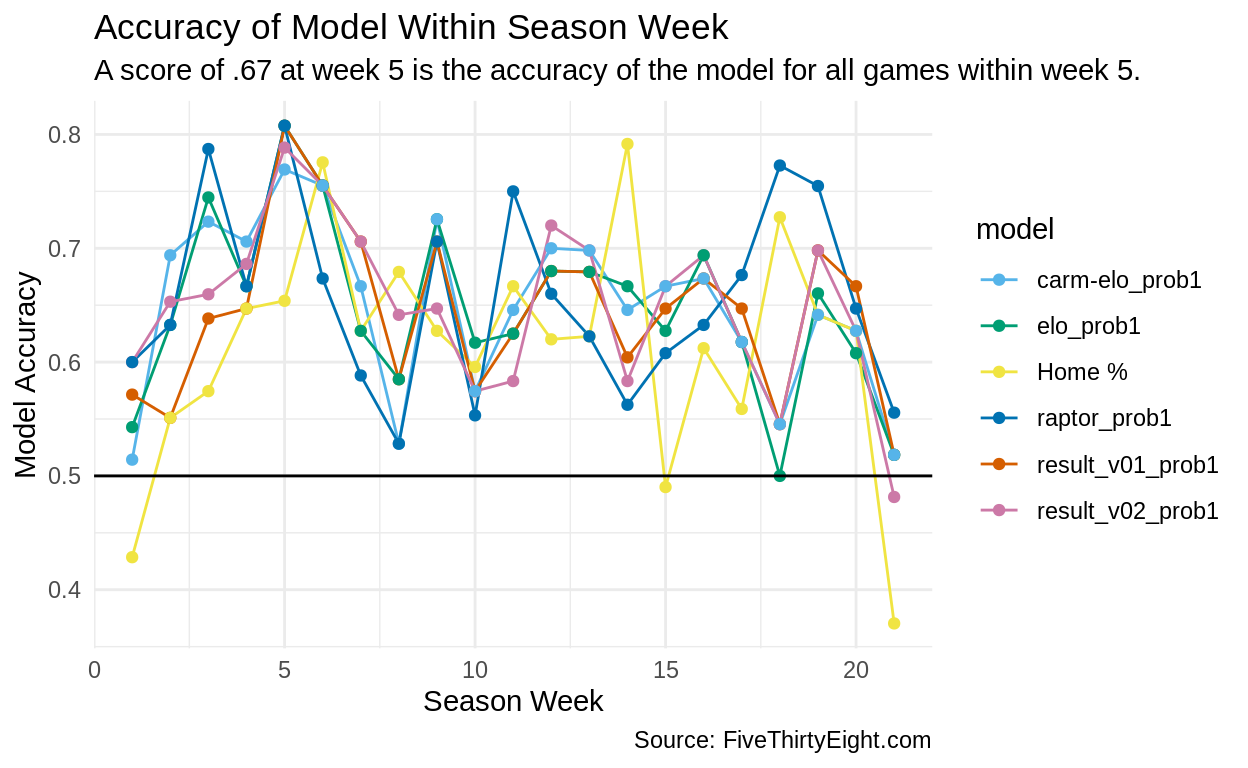 Accuracy of Model Within Season Week
A score of .67 at week 5 is the accuracy of the model for all games within week 5.
Model Accuracy
0.8
0.7
0.6
0.5
0.4
0
5
10
15
20
Season Week
model
carm-elo_prob1
elo_prob1
Home %
raptor_prob1
result_v01_prob1
result_v02_prob1
Source: FiveThirtyEight.com